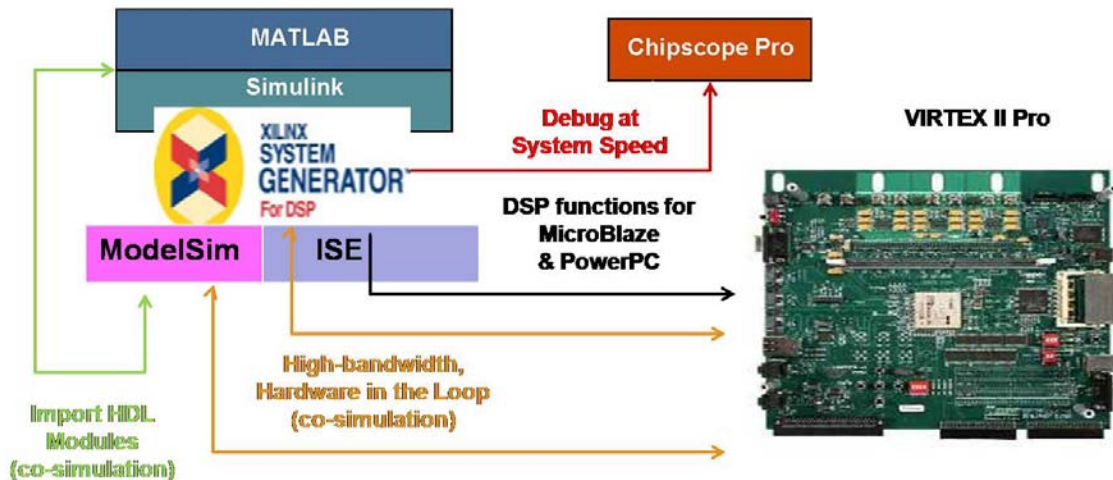 MATLAB
Simulink
XILINX
SYSTEM
GENERATOR
For DSP
ModelSim
ISE
Chipscope Pro
Debug at
System Speed
VIRTEX II Pro
DSP functions for
MicroBlaze
& PowerPC
High-bandwidth,
Hardware in the Loop
(co-simulation)
Import HDL
Modules
(co-simulation)